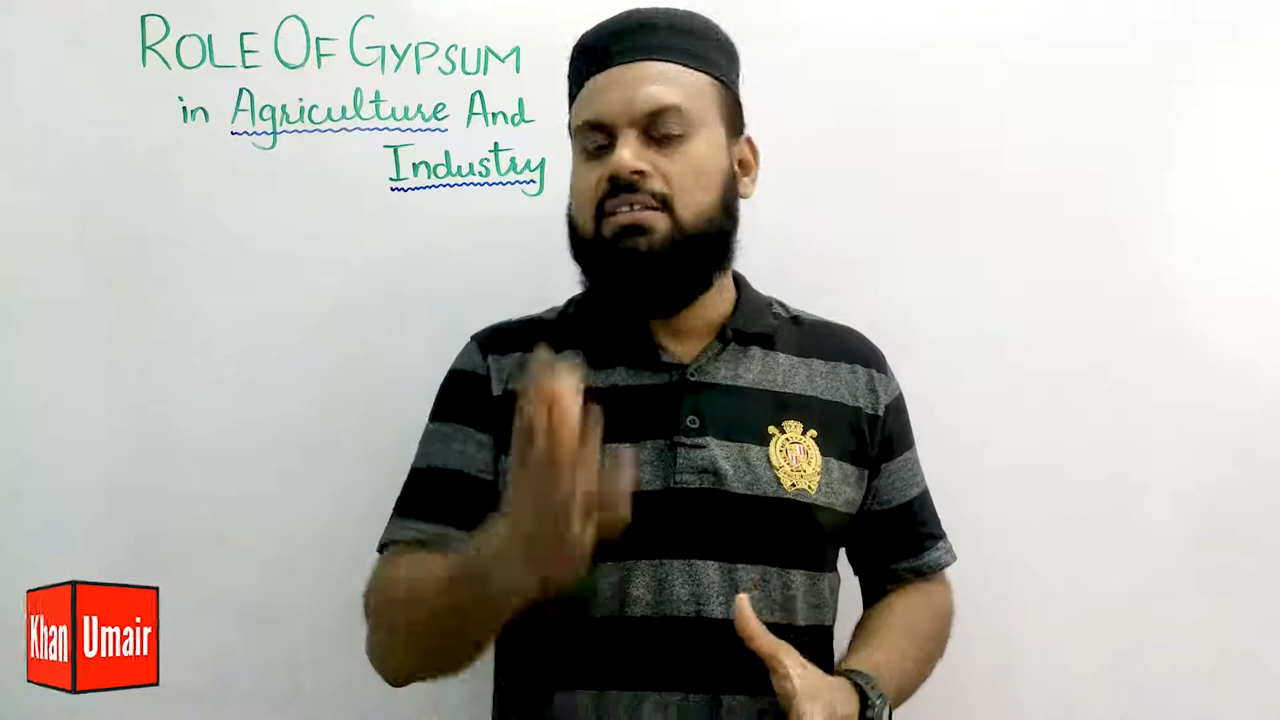 ROLE OF GYPSUM
in Agriculture And
Industry
Khan Umair